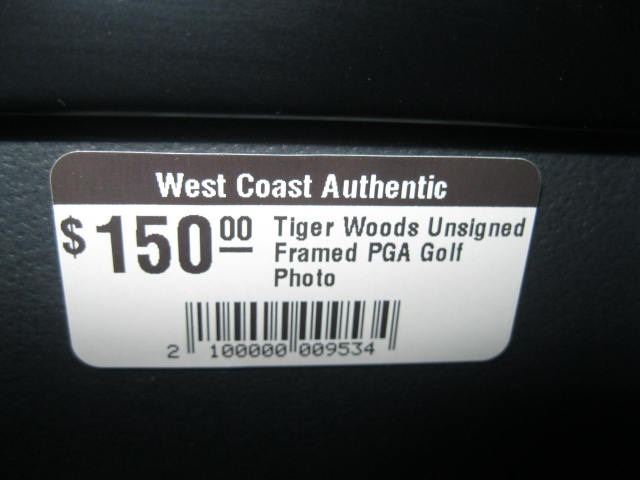 West Coast Authentic
$150.00 Tiger Woods Unsigned
Framed PGA Golf
Photo
2 100000 009534